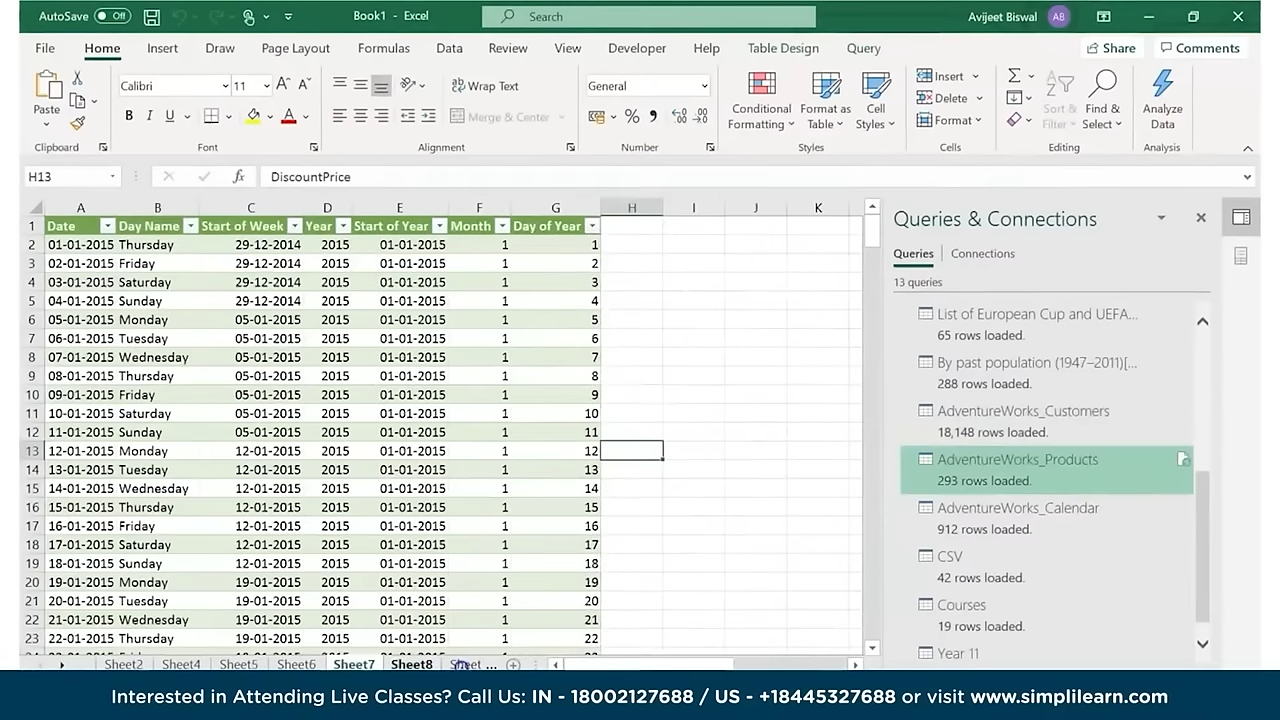 AutoSave Off Book1 - Excel Search Avijeet Biswal AB
File Home Insert Draw Page Layout Formulas Data Review View Developer Help Table Design Query Share Comments
Calibri 11 Wrap Text General Insert
Paste B I U Merge & Center Conditional Formatting Format as Table Cell Styles Delete Format Sort & Filter Find & Select Analyze Data
Clipboard Font Alignment Number Styles Cells Editing Analysis
H13 fx DiscountPrice
A B C D E F G H I J K
1 Date Day Name Start of Week Year Start of Year Month Day of Year
2 01-01-2015 Thursday 29-12-2014 2015 01-01-2015 1 1
3 02-01-2015 Friday 29-12-2014 2015 01-01-2015 1 2
4 03-01-2015 Saturday 29-12-2014 2015 01-01-2015 1 3
5 04-01-2015 Sunday 29-12-2014 2015 01-01-2015 1 4
6 05-01-2015 Monday 05-01-2015 2015 01-01-2015 1 5
7 06-01-2015 Tuesday 05-01-2015 2015 01-01-2015 1 6
8 07-01-2015 Wednesday 05-01-2015 2015 01-01-2015 1 7
9 08-01-2015 Thursday 05-01-2015 2015 01-01-2015 1 8
10 09-01-2015 Friday 05-01-2015 2015 01-01-2015 1 9
11 10-01-2015 Saturday 05-01-2015 2015 01-01-2015 1 10
12 11-01-2015 Sunday 05-01-2015 2015 01-01-2015 1 11
13 12-01-2015 Monday 12-01-2015 2015 01-01-2015 1 12
14 13-01-2015 Tuesday 12-01-2015 2015 01-01-2015 1 13
15 14-01-2015 Wednesday 12-01-2015 2015 01-01-2015 1 14
16 15-01-2015 Thursday 12-01-2015 2015 01-01-2015 1 15
17 16-01-2015 Friday 12-01-2015 2015 01-01-2015 1 16
18 17-01-2015 Saturday 12-01-2015 2015 01-01-2015 1 17
19 18-01-2015 Sunday 12-01-2015 2015 01-01-2015 1 18
20 19-01-2015 Monday 19-01-2015 2015 01-01-2015 1 19
21 20-01-2015 Tuesday 19-01-2015 2015 01-01-2015 1 20
22 21-01-2015 Wednesday 19-01-2015 2015 01-01-2015 1 21
23 22-01-2015 Thursday 19-01-2015 2015 01-01-2015 1 22
Sheet2 Sheet4 Sheet5 Sheet6 Sheet7 Sheet8 ...
Queries & Connections
Queries Connections
13 queries
List of European Cup and UEFA...
65 rows loaded.
By past population (1947–2011)[...
288 rows loaded.
AdventureWorks_Customers
18,148 rows loaded.
AdventureWorks_Products
293 rows loaded.
AdventureWorks_Calendar
912 rows loaded.
CSV
42 rows loaded.
Courses
19 rows loaded.
Year 11
Interested in Attending Live Classes? Call Us: IN - 18002127688 / US - +18445327688 or visit www.simplilearn.com